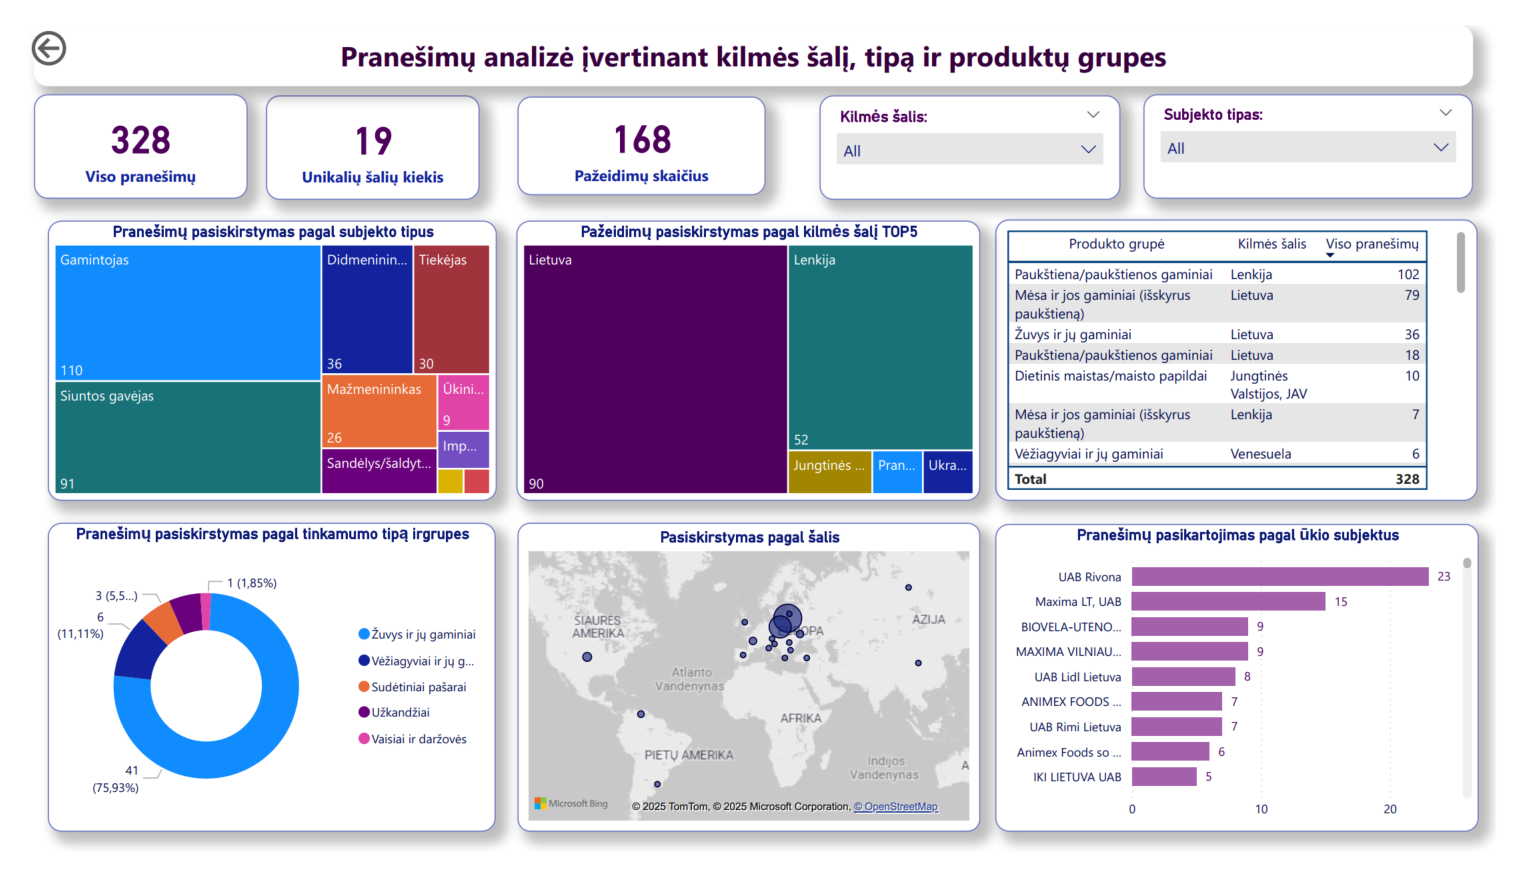 Pranešimų analizė įvertinant kilmės šalį, tipą ir produktų grupes
328
Viso pranešimų
19
Unikalių šalių kiekis
168
Pažeidimų skaičius
Kilmės šalis:
All
Subjekto tipas:
All
Pranešimų pasiskirstymas pagal subjekto tipus
Gamintojas
110
Siuntos gavėjas
91
Didmeninin...
36
Tiekėjas
30
Mažmenininkas
26
Ūkini...
9
Imp...
Sandėlys/šaldyt...
Pažeidimų pasiskirstymas pagal kilmės šalį TOP5
Lietuva
90
Lenkija
52
Jungtinės ...
Pran...
Ukra...
Produkto grupė Kilmės šalis Viso pranešimų
Paukštiena/paukštienos gaminiai Lenkija 102
Mėsa ir jos gaminiai (išskyrus Lietuva 79
paukštieną)
Žuvys ir jų gaminiai Lietuva 36
Paukštiena/paukštienos gaminiai Lietuva 18
Dietinis maistas/maisto papildai Jungtinės 10
Valstijos, JAV
Mėsa ir jos gaminiai (išskyrus Lenkija 7
paukštieną)
Vėžiagyviai ir jų gaminiai Venesuela 6
Total 328
Pranešimų pasiskirstymas pagal tinkamumo tipą irgrupes
1 (1,85%)
3 (5,5...)
6
(11,11%)
41
(75,93%)
Žuvys ir jų gaminiai
Vėžiagyviai ir jų g...
Sudėtiniai pašarai
Užkandžiai
Vaisiai ir daržovės
Pasiskirstymas pagal šalis
ŠIAURĖS
AMERIKA
AZIJA
Atlanto
Vandenynas
AFRIKA
PIETŲ AMERIKA
Indijos
Vandenynas
A
Microsoft Bing
© 2025 TomTom, © 2025 Microsoft Corporation, © OpenStreetMap
Pranešimų pasikartojimas pagal ūkio subjektus
UAB Rivona 23
Maxima LT, UAB 15
BIOVELA-UTENO... 9
MAXIMA VILNIAU... 9
UAB Lidl Lietuva 8
ANIMEX FOODS ... 7
UAB Rimi Lietuva 7
Animex Foods so ... 6
IKI LIETUVA UAB 5
0 10 20